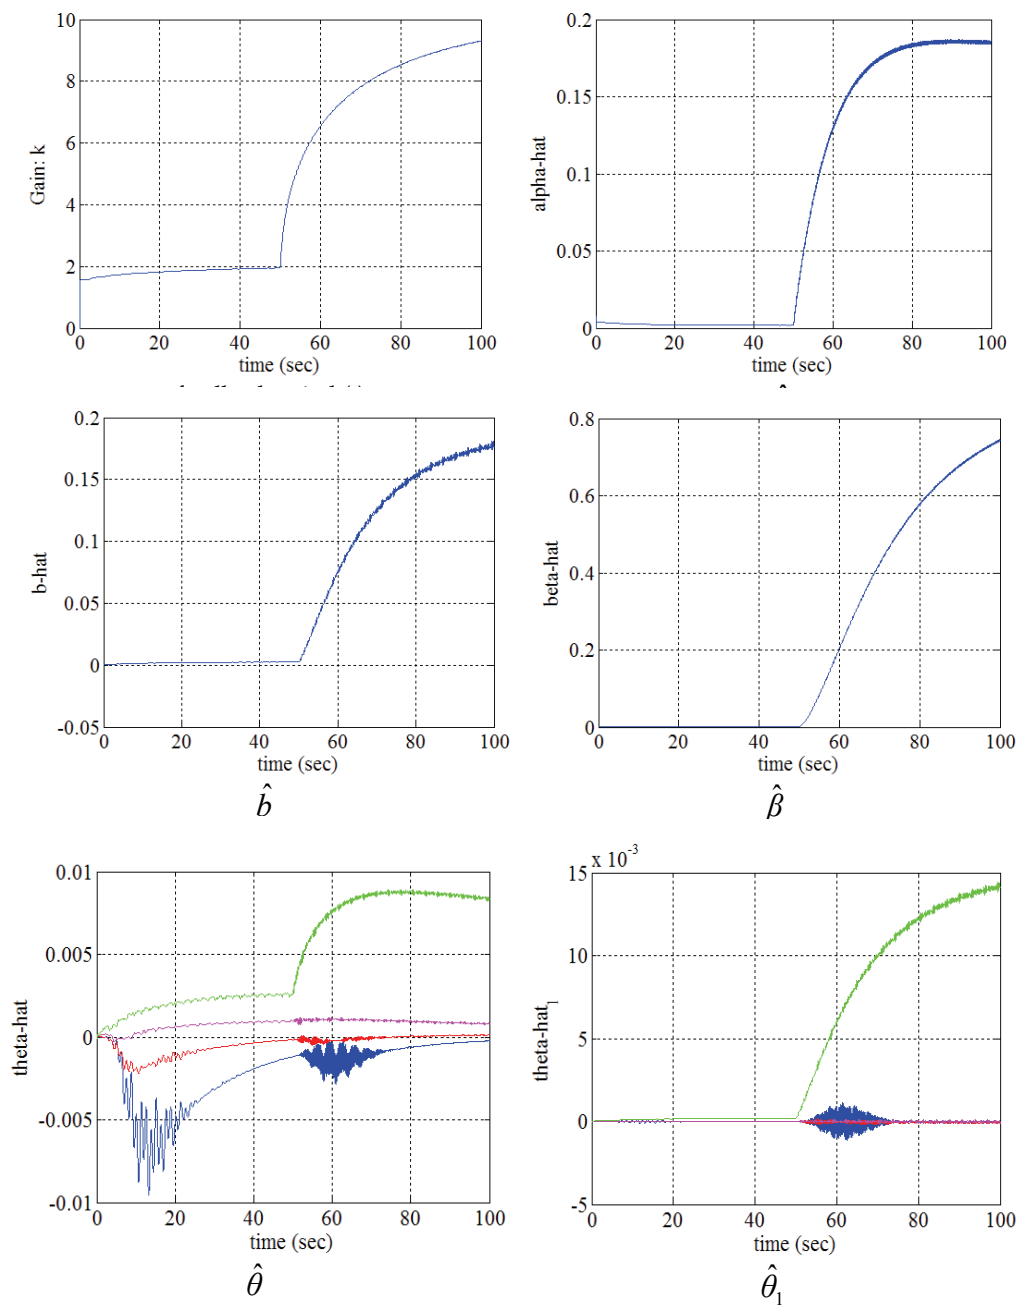 10
8
6
4
2
0
Gain: k
0 20 40 60 80 100
time (sec)
0.2
0.15
0.1
0.05
0
alpha-hat
0 20 40 60 80 100
time (sec)
0.2
0.15
0.1
0.05
0
-0.05
b-hat
0 20 40 60 80 100
time (sec)
b̂
0.8
0.6
0.4
0.2
0
beta-hat
0 20 40 60 80 100
time (sec)
β̂
0.01
0.005
0
-0.005
-0.01
theta-hat
0 20 40 60 80 100
time (sec)
θ̂
x 10⁻³
15
10
5
0
-5
theta-hat₁
0 20 40 60 80 100
time (sec)
θ̂₁